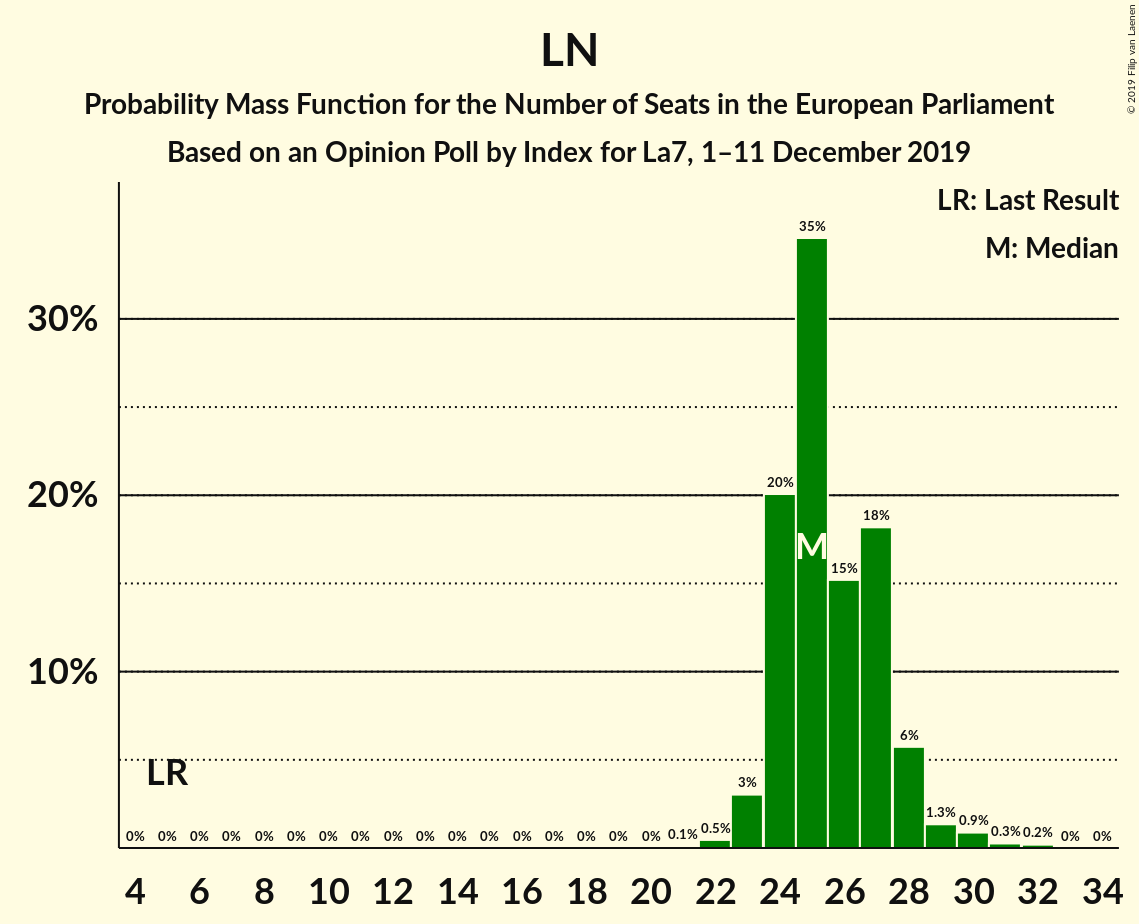 LN
Probability Mass Function for the Number of Seats in the European Parliament
Based on an Opinion Poll by Index for La7, 1–11 December 2019
© 2019 Filip van Laenen
LR: Last Result
M: Median
35%
30%
20%
20%
18%
M
15%
10%
6%
LR
3%
0% 0% 0% 0% 0% 0% 0% 0% 0% 0% 0% 0% 0% 0% 0% 0% 0% 0.1% 0.5% 1.3% 0.9% 0.3% 0.2% 0% 0%
4 6 8 10 12 14 16 18 20 22 24 26 28 30 32 34